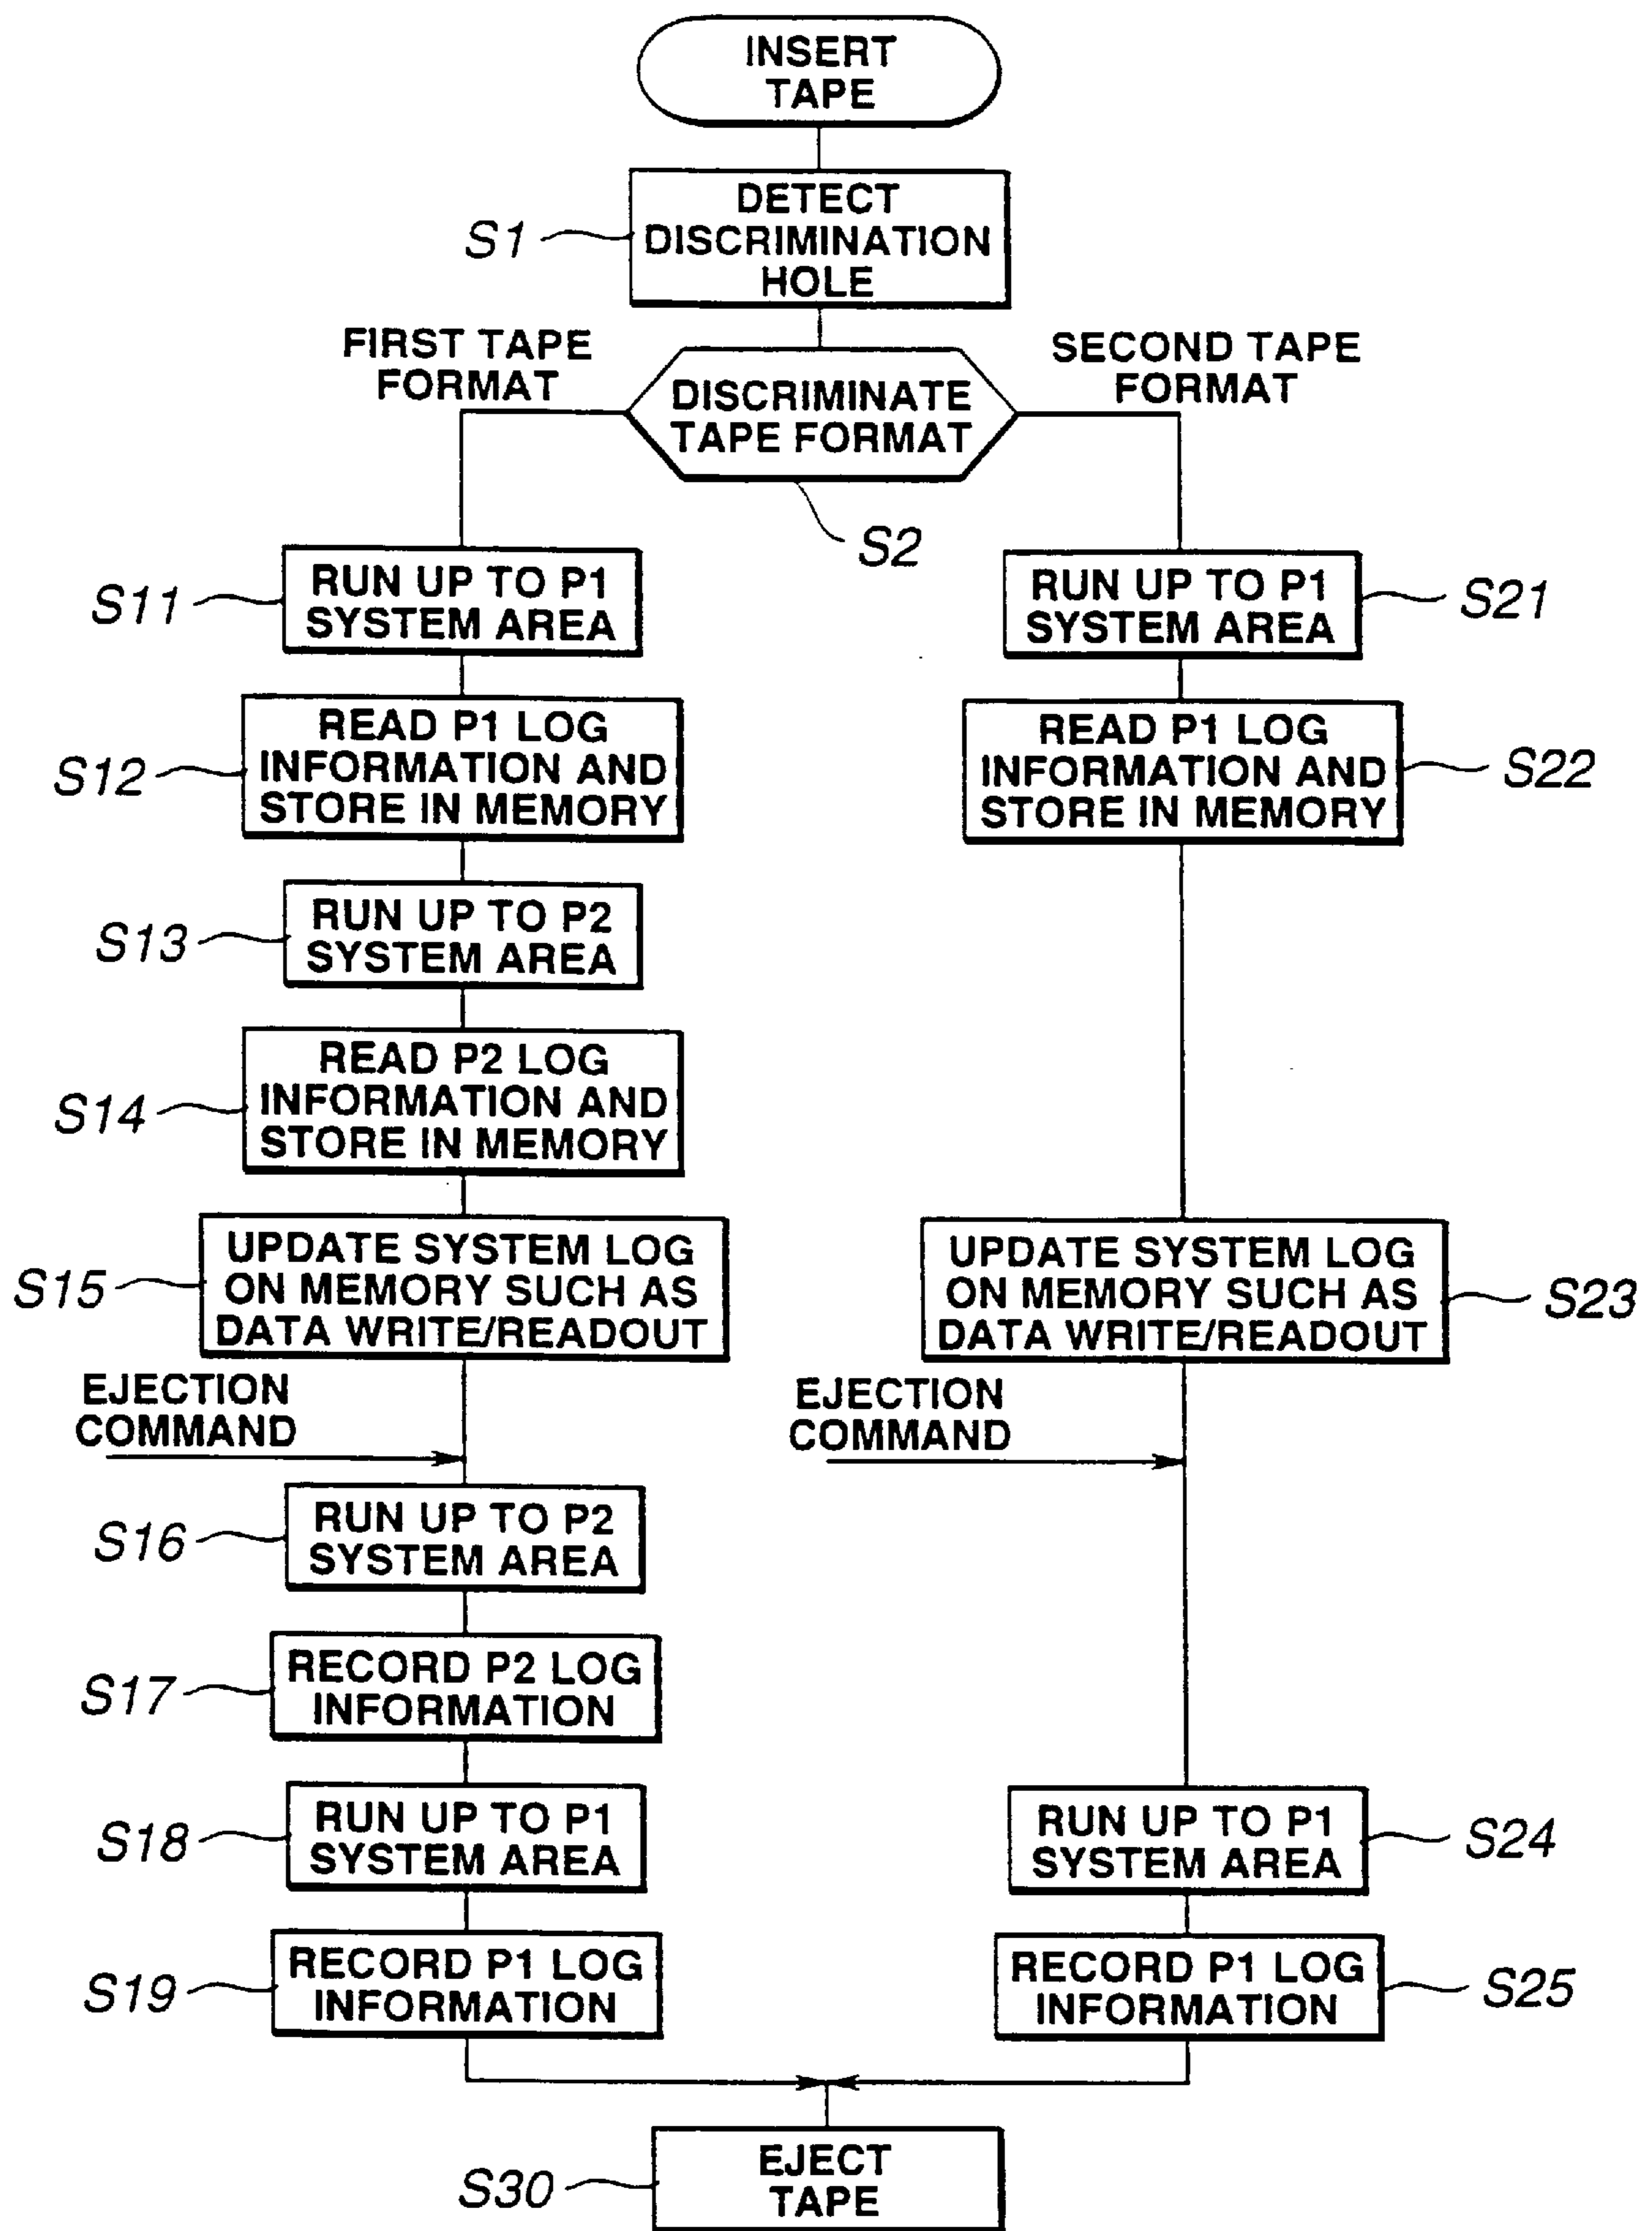 INSERT
TAPE
S1
DETECT
DISCRIMINATION
HOLE
FIRST TAPE
FORMAT
SECOND TAPE
FORMAT
DISCRIMINATE
TAPE FORMAT
S2
S11
RUN UP TO P1
SYSTEM AREA
S12
READ P1 LOG
INFORMATION AND
STORE IN MEMORY
S13
RUN UP TO P2
SYSTEM AREA
S14
READ P2 LOG
INFORMATION AND
STORE IN MEMORY
S15
UPDATE SYSTEM LOG
ON MEMORY SUCH AS
DATA WRITE/READOUT
EJECTION
COMMAND
S16
RUN UP TO P2
SYSTEM AREA
S17
RECORD P2 LOG
INFORMATION
S18
RUN UP TO P1
SYSTEM AREA
S19
RECORD P1 LOG
INFORMATION
RUN UP TO P1
SYSTEM AREA
S21
READ P1 LOG
INFORMATION AND
STORE IN MEMORY
S22
UPDATE SYSTEM LOG
ON MEMORY SUCH AS
DATA WRITE/READOUT
S23
EJECTION
COMMAND
RUN UP TO P1
SYSTEM AREA
S24
RECORD P1 LOG
INFORMATION
S25
S30
EJECT
TAPE